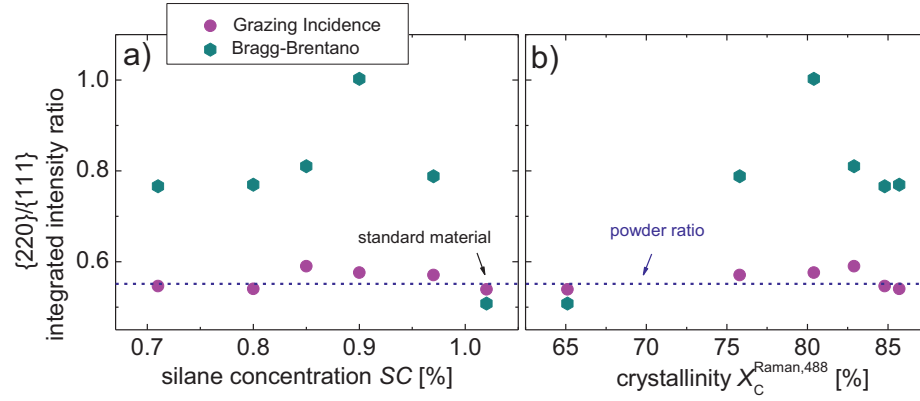 Grazing Incidence
Bragg-Brentano
a)
b)
1.0
0.8
0.6
{220}/{111}
integrated intensity ratio
standard material
powder ratio
0.7 0.8 0.9 1.0
65 70 75 80 85
silane concentration SC [%]
crystallinity X_C^Raman,488 [%]